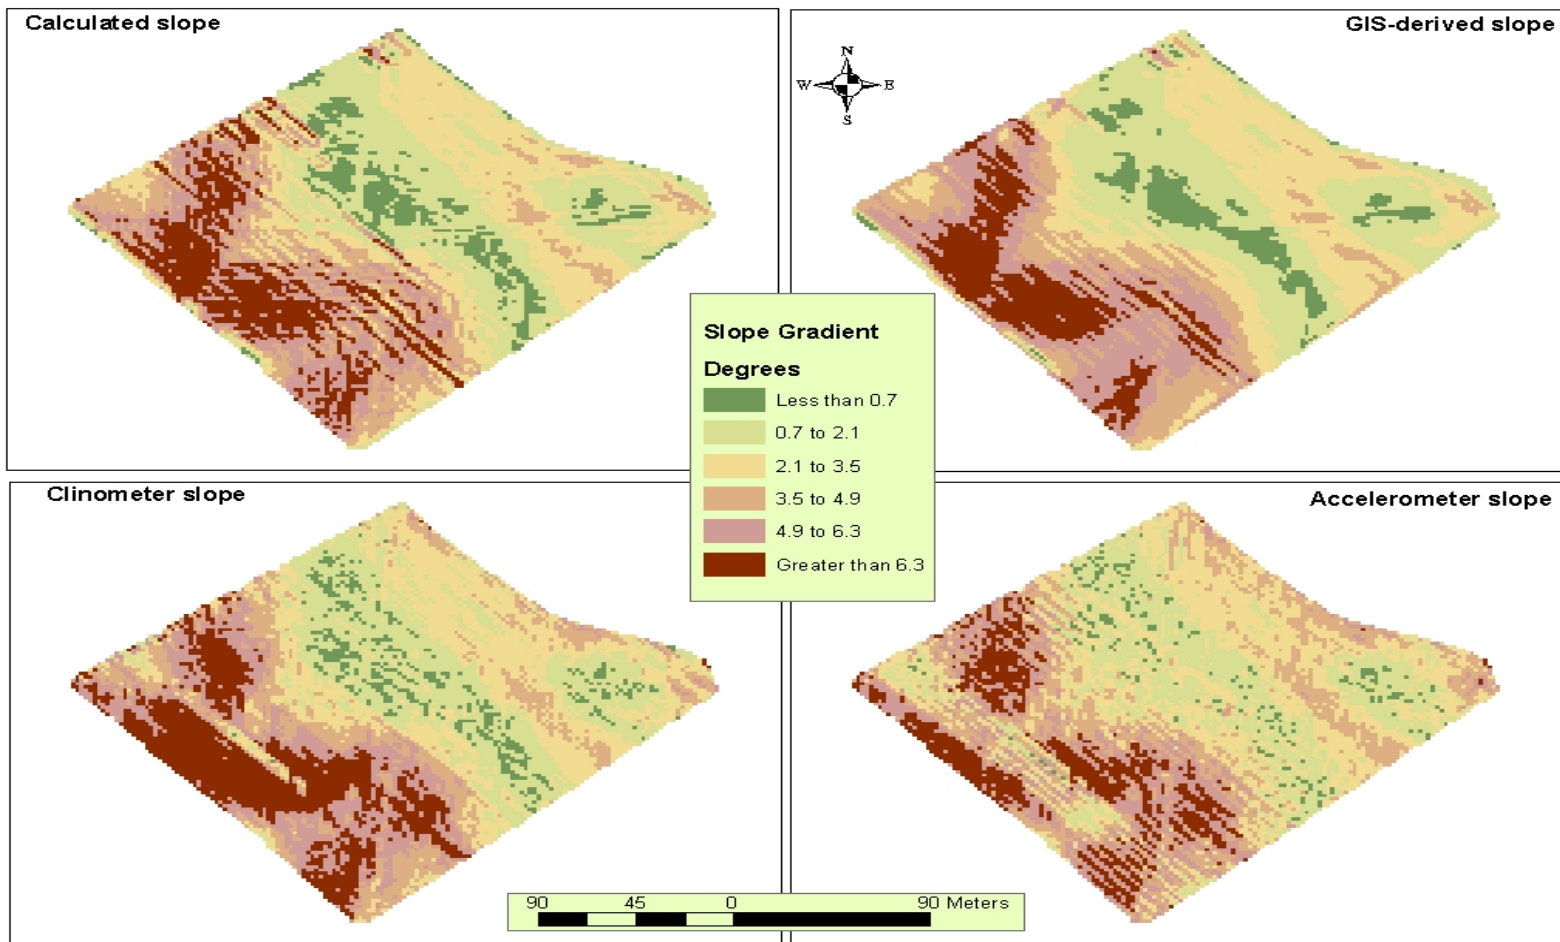 Calculated slope
GIS-derived slope
N
W E
S
Slope Gradient
Degrees
Less than 0.7
0.7 to 2.1
2.1 to 3.5
3.5 to 4.9
4.9 to 6.3
Greater than 6.3
Clinometer slope
Accelerometer slope
90 45 0 90 Meters